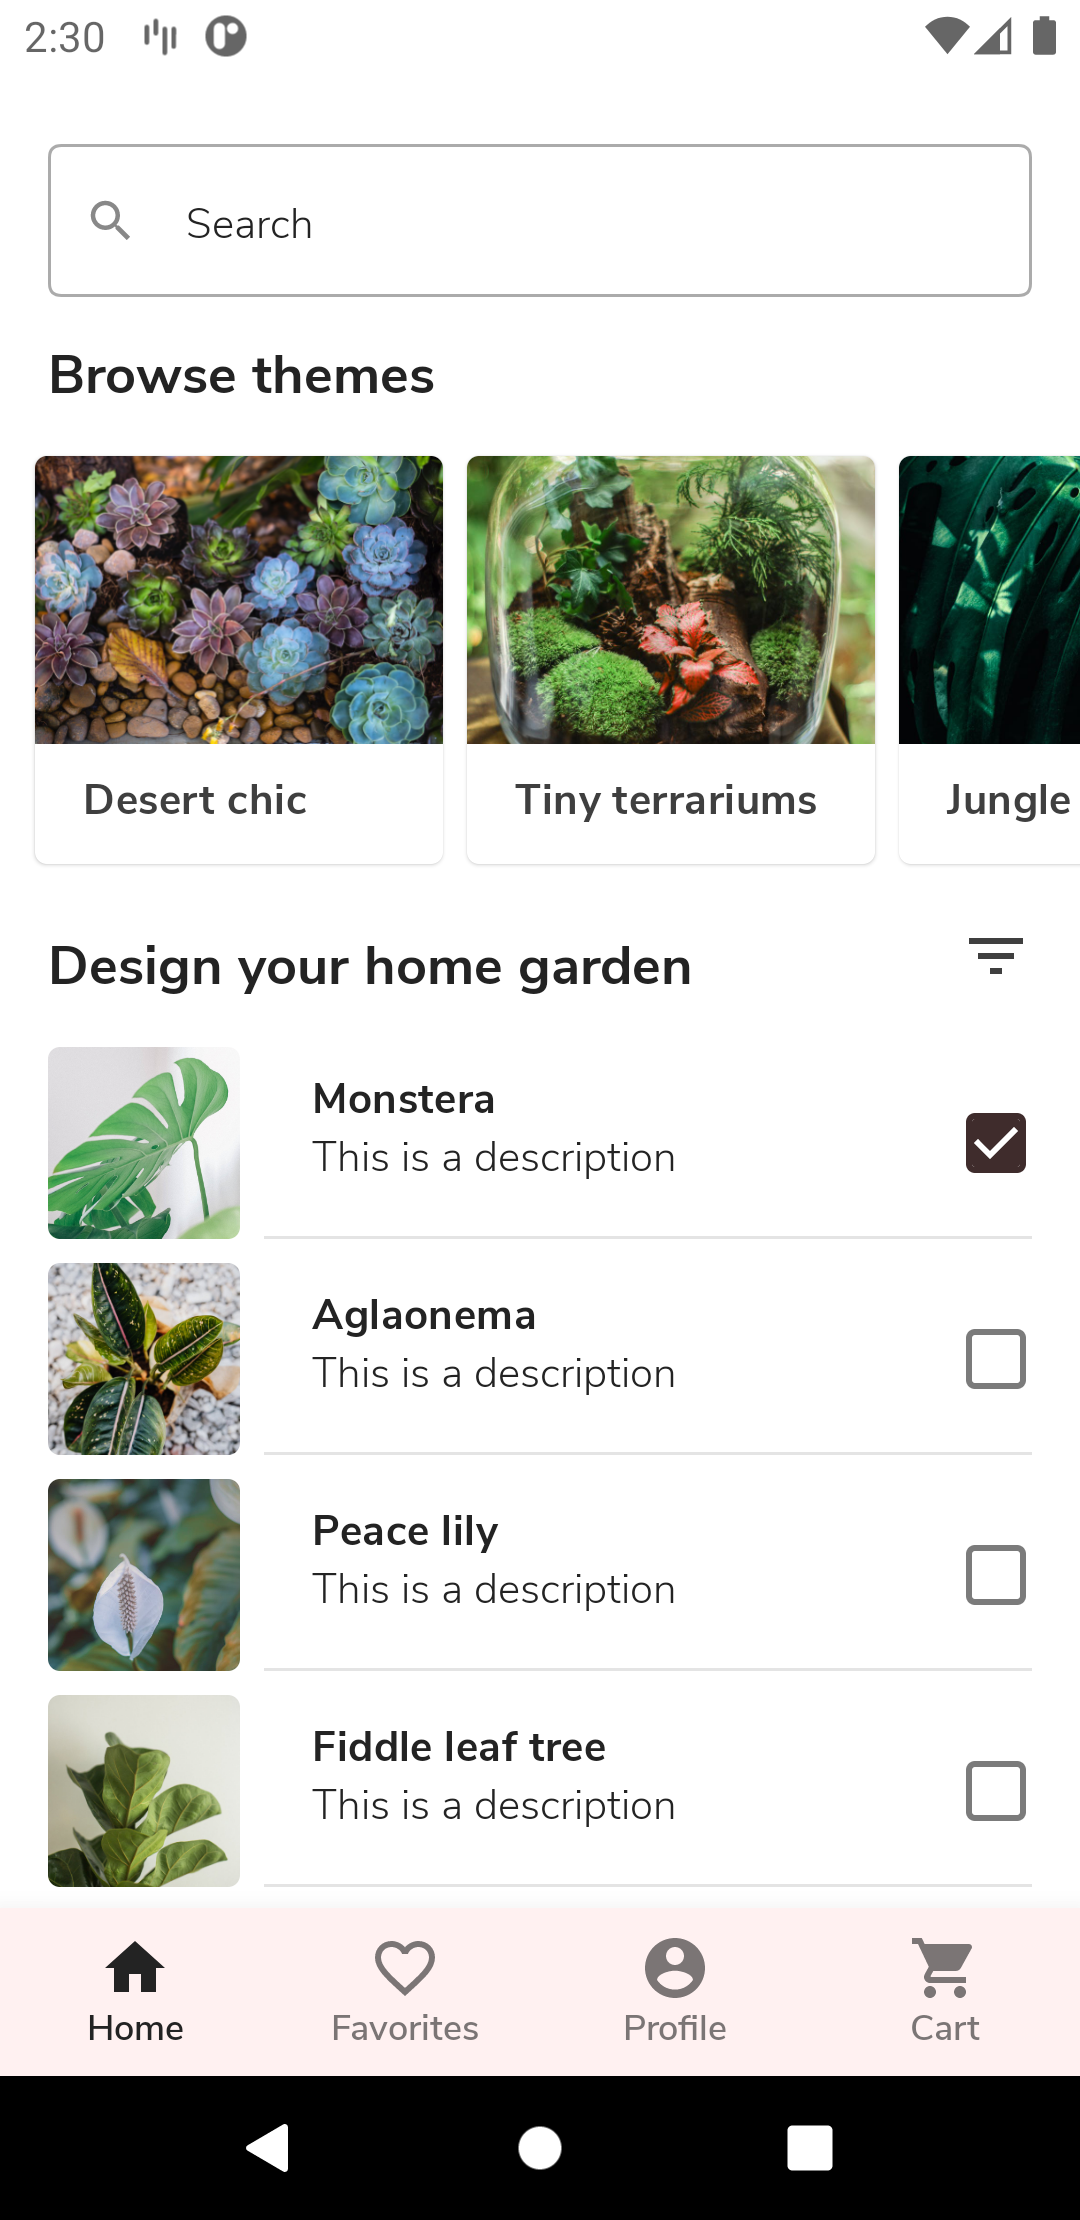 2:30
Search
Browse themes
Desert chic
Tiny terrariums
Jungle
Design your home garden
Monstera
This is a description
Aglaonema
This is a description
Peace lily
This is a description
Fiddle leaf tree
This is a description
Home
Favorites
Profile
Cart